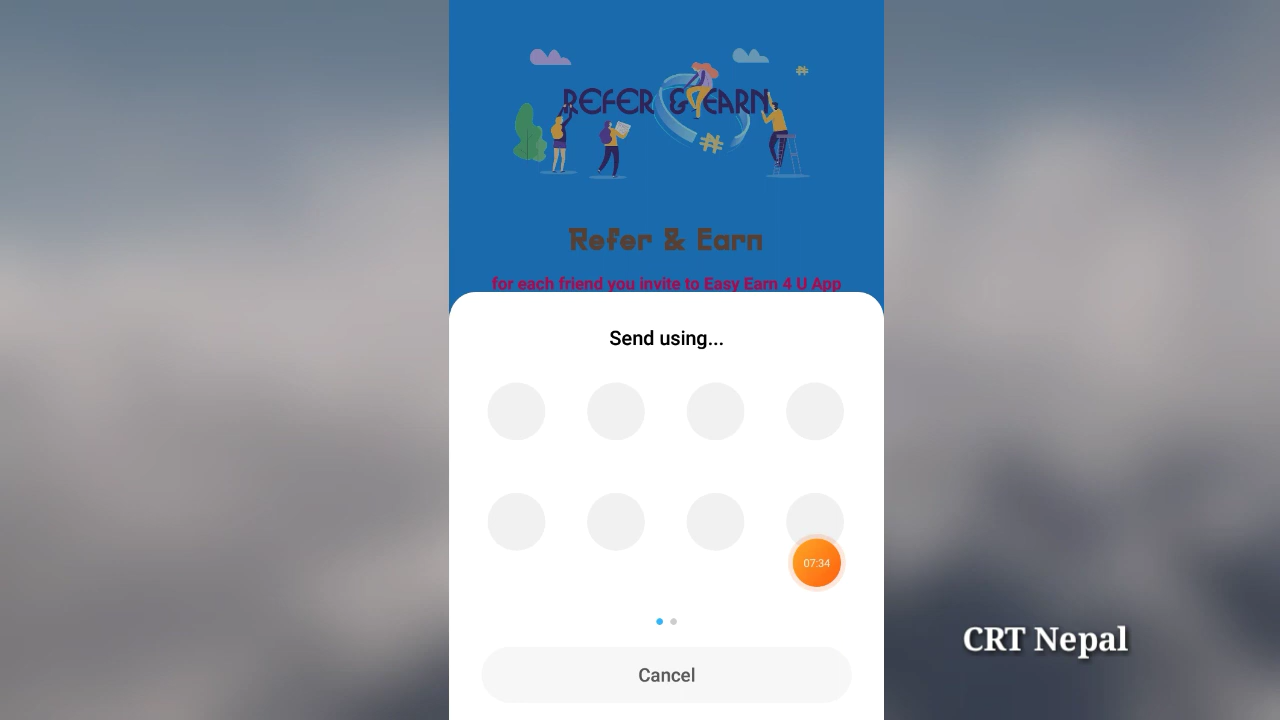 REFER & EARN
Refer & Earn
for each friend you invite to Easy Earn 4 U App
Send using...
07:34
Cancel
CRT Nepal